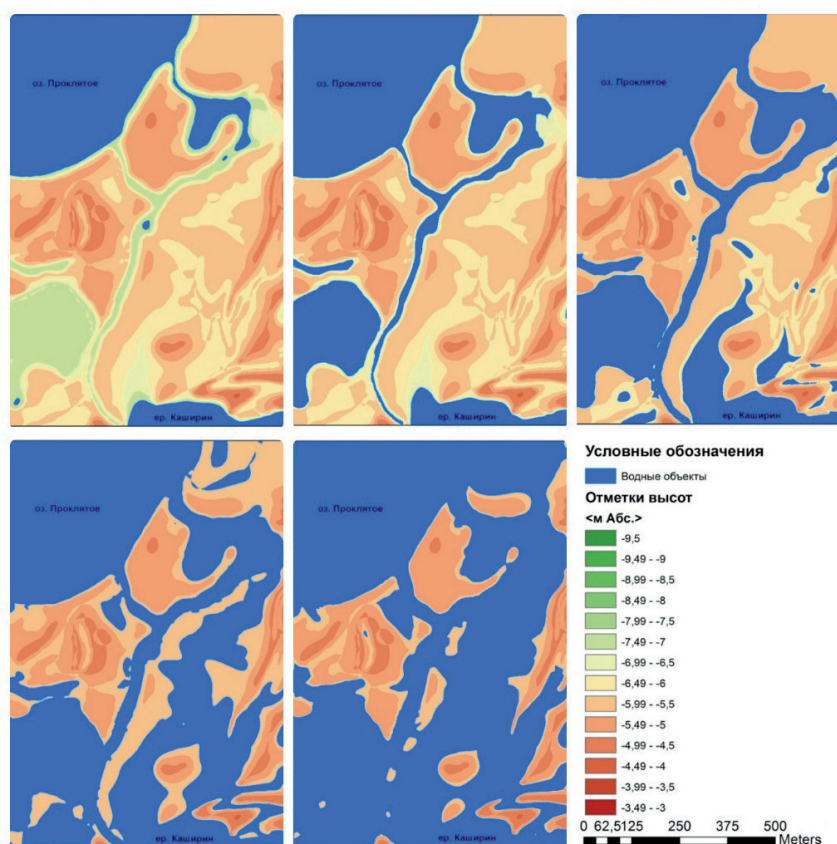 оз. Проклятое
ер. Каширин
оз. Проклятое
ер. Каширин
оз. Проклятое
ер. Каширин
оз. Проклятое
ер. Каширин
оз. Проклятое
ер. Каширин
Условные обозначения
Водные объекты
Отметки высот
<м Абс.>
-9,5
-9,49 - -9
-8,99 - -8,5
-8,49 - -8
-7,99 - -7,5
-7,49 - -7
-6,99 - -6,5
-6,49 - -6
-5,99 - -5,5
-5,49 - -5
-4,99 - -4,5
-4,49 - -4
-3,99 - -3,5
-3,49 - -3
0 62,5125 250 375 500
Meters